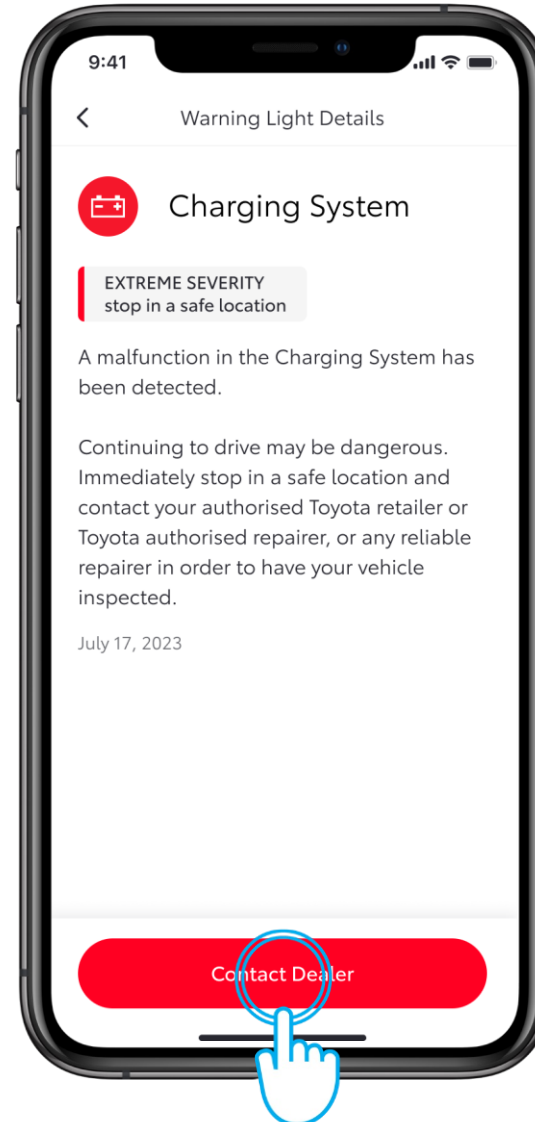 9:41
Warning Light Details
Charging System
EXTREME SEVERITY
stop in a safe location
A malfunction in the Charging System has
been detected.
Continuing to drive may be dangerous.
Immediately stop in a safe location and
contact your authorised Toyota retailer or
Toyota authorised repairer, or any reliable
repairer in order to have your vehicle
inspected.
July 17, 2023
Contact Dealer